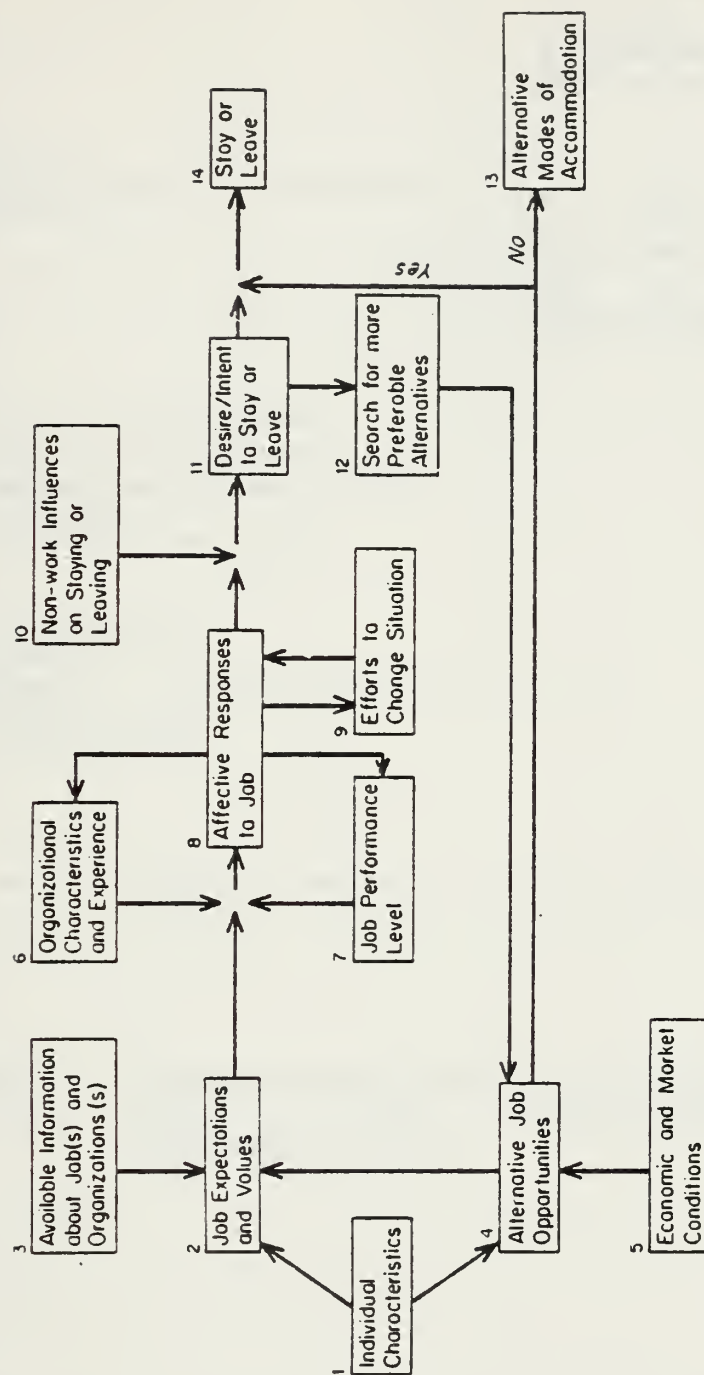 1
Individual
Characteristics
2
Job Expectations
and Values
3
Available Information
about Job(s) and
Organizations(s)
4
Alternative Job
Opportunities
5
Economic and Market
Conditions
6
Organizational
Characteristics
and Experience
7
Job Performance
Level
8
Affective Responses
to Job
9
Efforts to
Change Situation
10
Non-work Influences
on Staying or
Leaving
11
Desire/Intent
to Stay or
Leave
12
Search for more
Preferable
Alternatives
Yes
No
13
Alternative
Modes of
Accommodation
14
Stay or
Leave